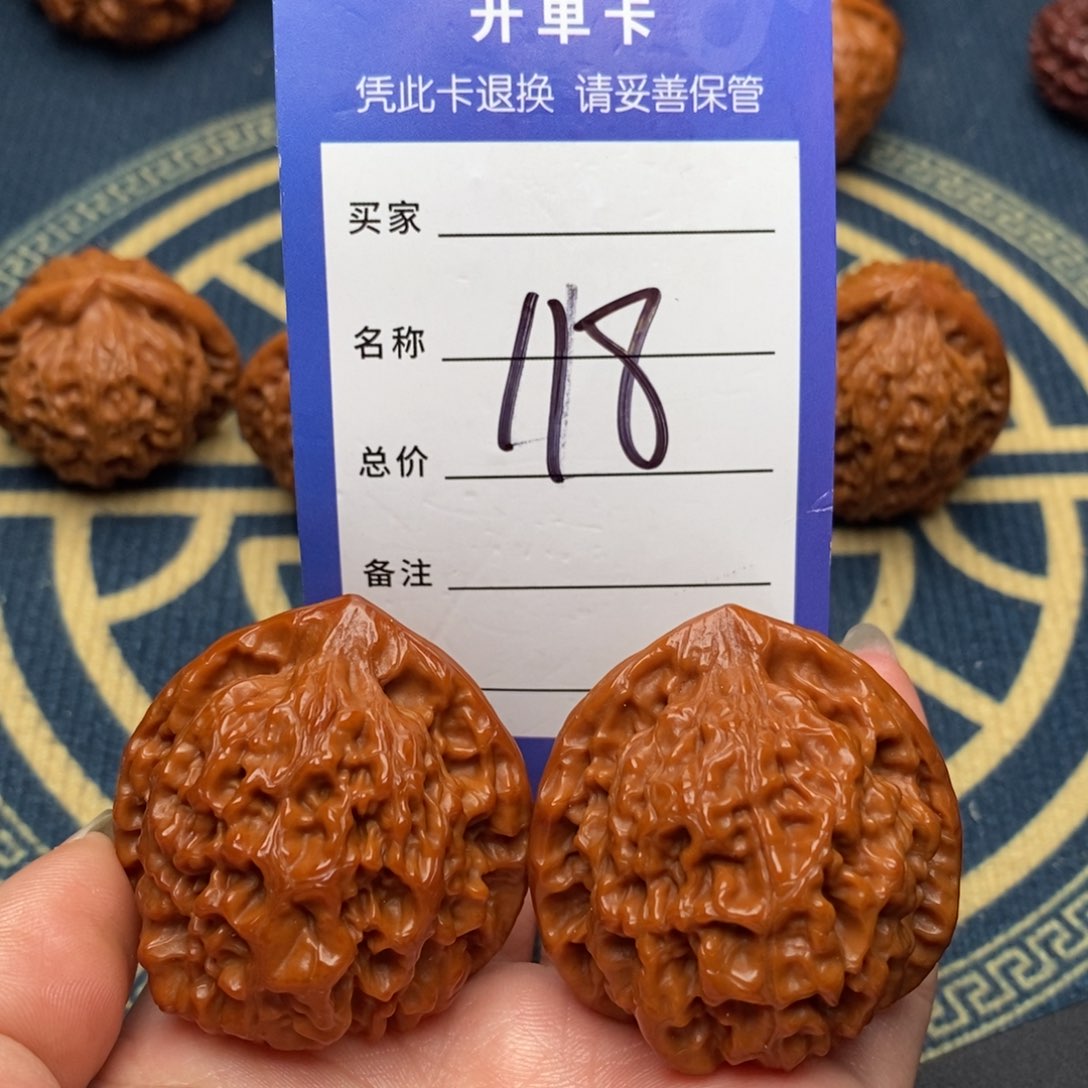 开单卡
凭此卡退换 请妥善保管
买家
名称
118
总价
备注